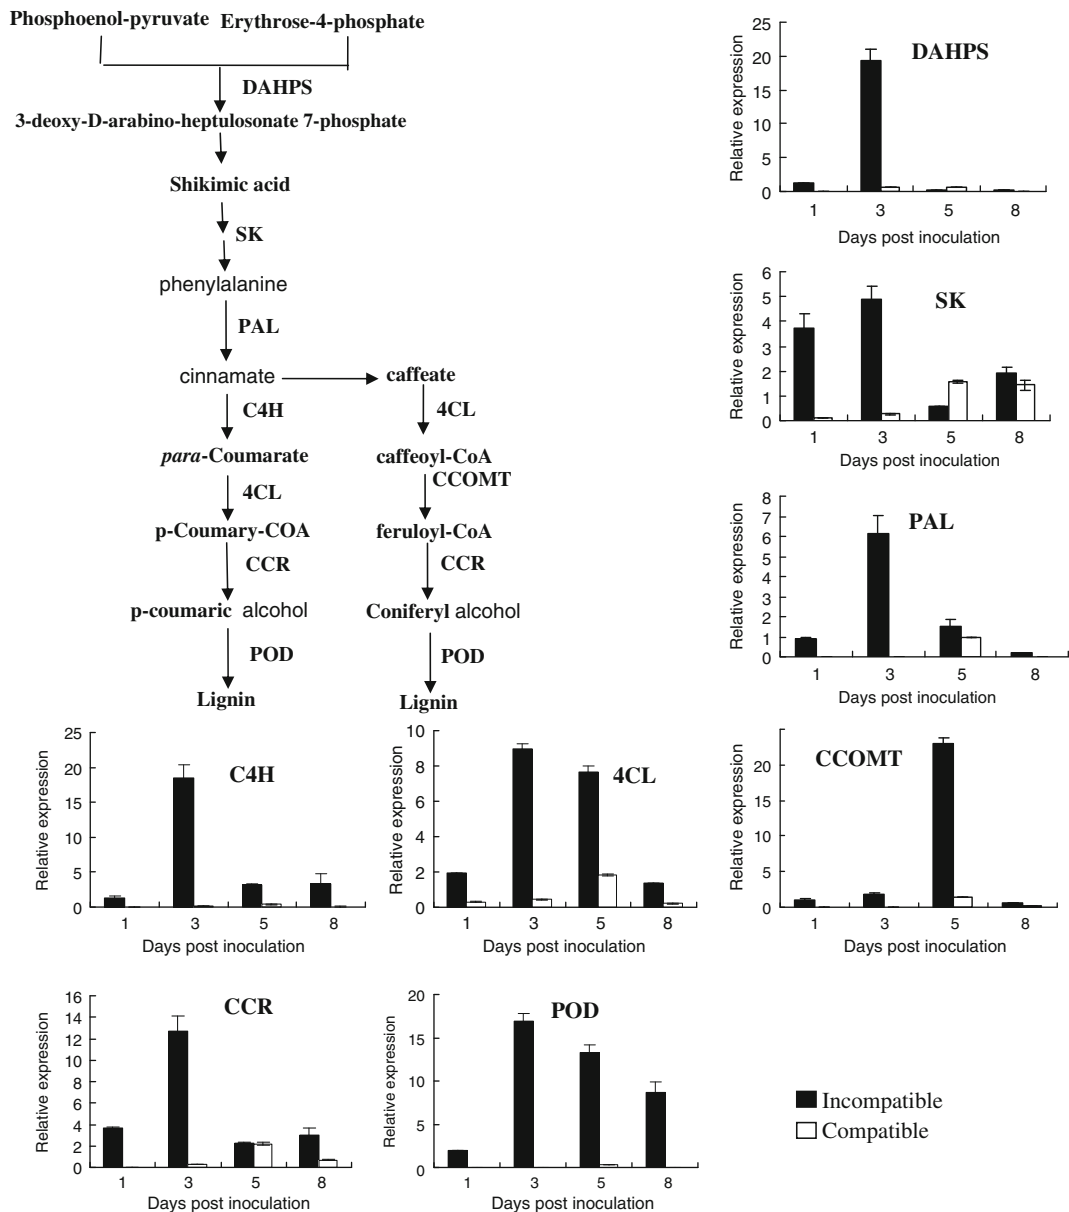 Phosphoenol-pyruvate Erythrose-4-phosphate
DAHPS
3-deoxy-D-arabino-heptulosonate 7-phosphate
Shikimic acid
SK
phenylalanine
PAL
cinnamate caffeate
C4H 4CL
para-Coumarate caffeoyl-CoA
4CL CCOMT
p-Coumary-COA feruloyl-CoA
CCR CCR
p-coumaric alcohol Coniferyl alcohol
POD POD
Lignin Lignin
DAHPS
Relative expression
25
20
15
10
5
0
1 3 5 8
Days post inoculation
SK
Relative expression
6
5
4
3
2
1
0
1 3 5 8
Days post inoculation
PAL
Relative expression
8
7
6
5
4
3
2
1
0
1 3 5 8
Days post inoculation
C4H
Relative expression
25
20
15
10
5
0
1 3 5 8
Days post inoculation
4CL
Relative expression
10
8
6
4
2
0
1 3 5 8
Days post inoculation
CCOMT
Relative expression
20
15
10
5
0
1 3 5 8
Days post inoculation
CCR
Relative expression
16
14
12
10
8
6
4
2
0
1 3 5 8
Days post inoculation
POD
Relative expression
20
15
10
5
0
1 3 5 8
Days post inoculation
Incompatible
Compatible